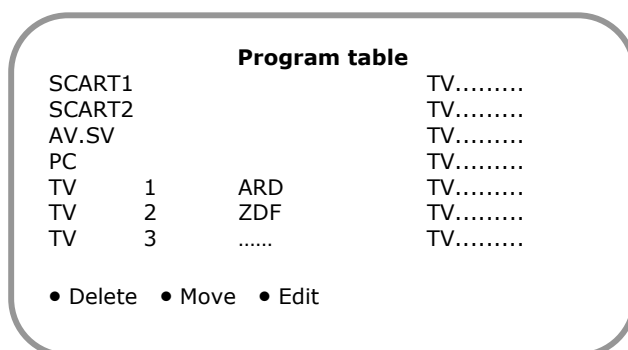 Program table
SCART1 TV.........
SCART2 TV.........
AV.SV TV.........
PC TV.........
TV 1 ARD TV.........
TV 2 ZDF TV.........
TV 3 …… TV.........
• Delete • Move • Edit